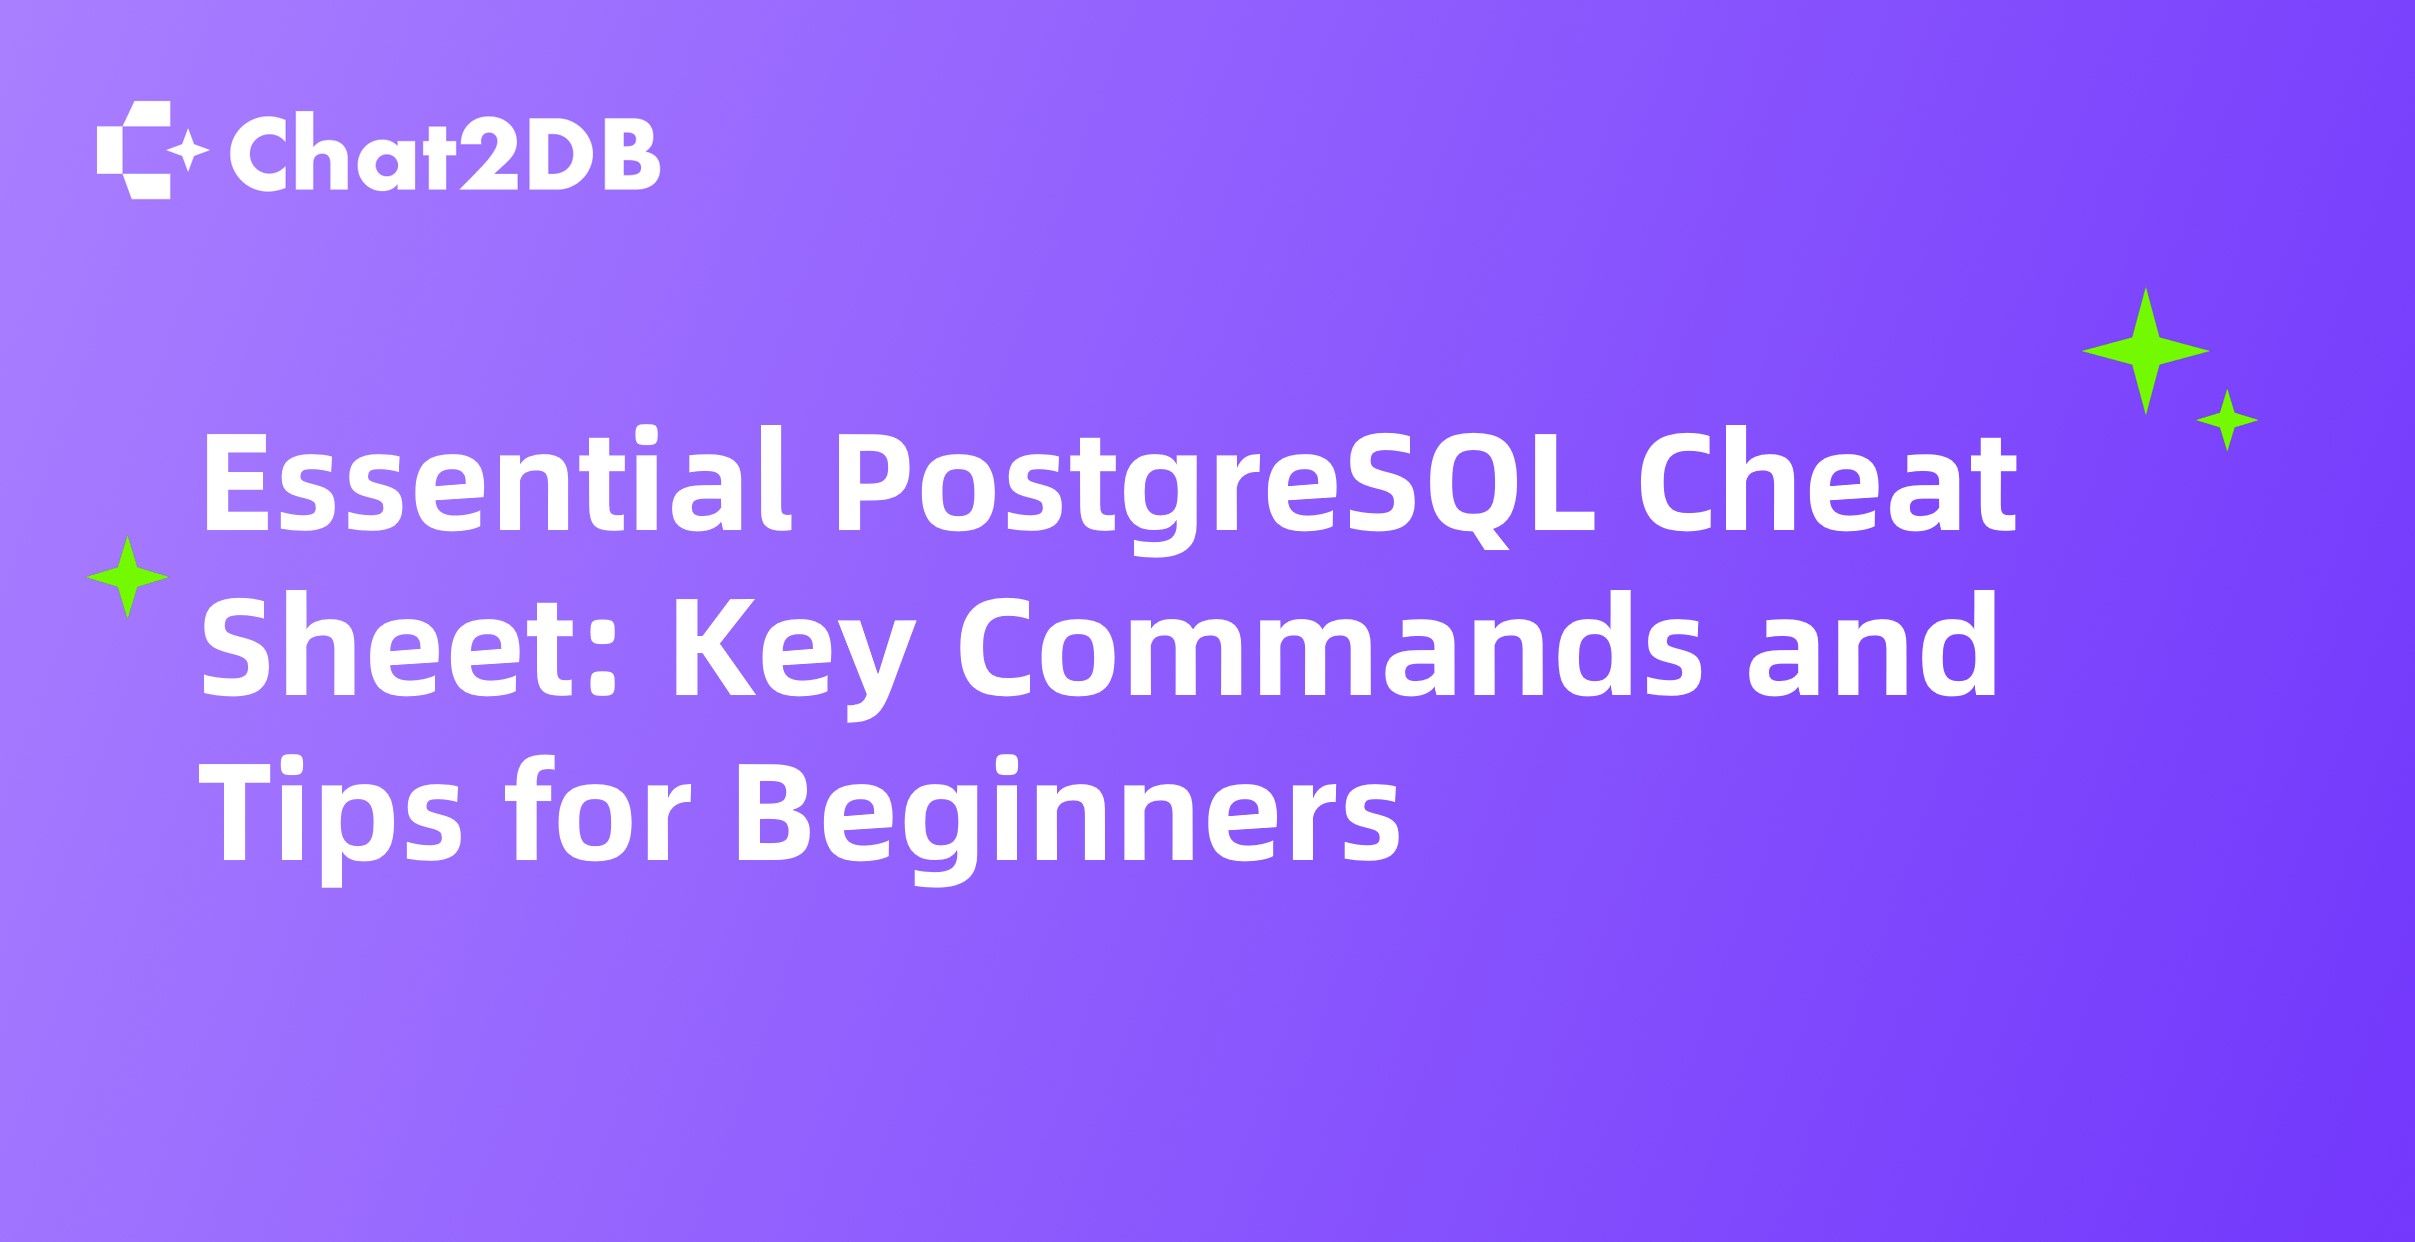 Chat2DB
Essential PostgreSQL Cheat
Sheet: Key Commands and
Tips for Beginners